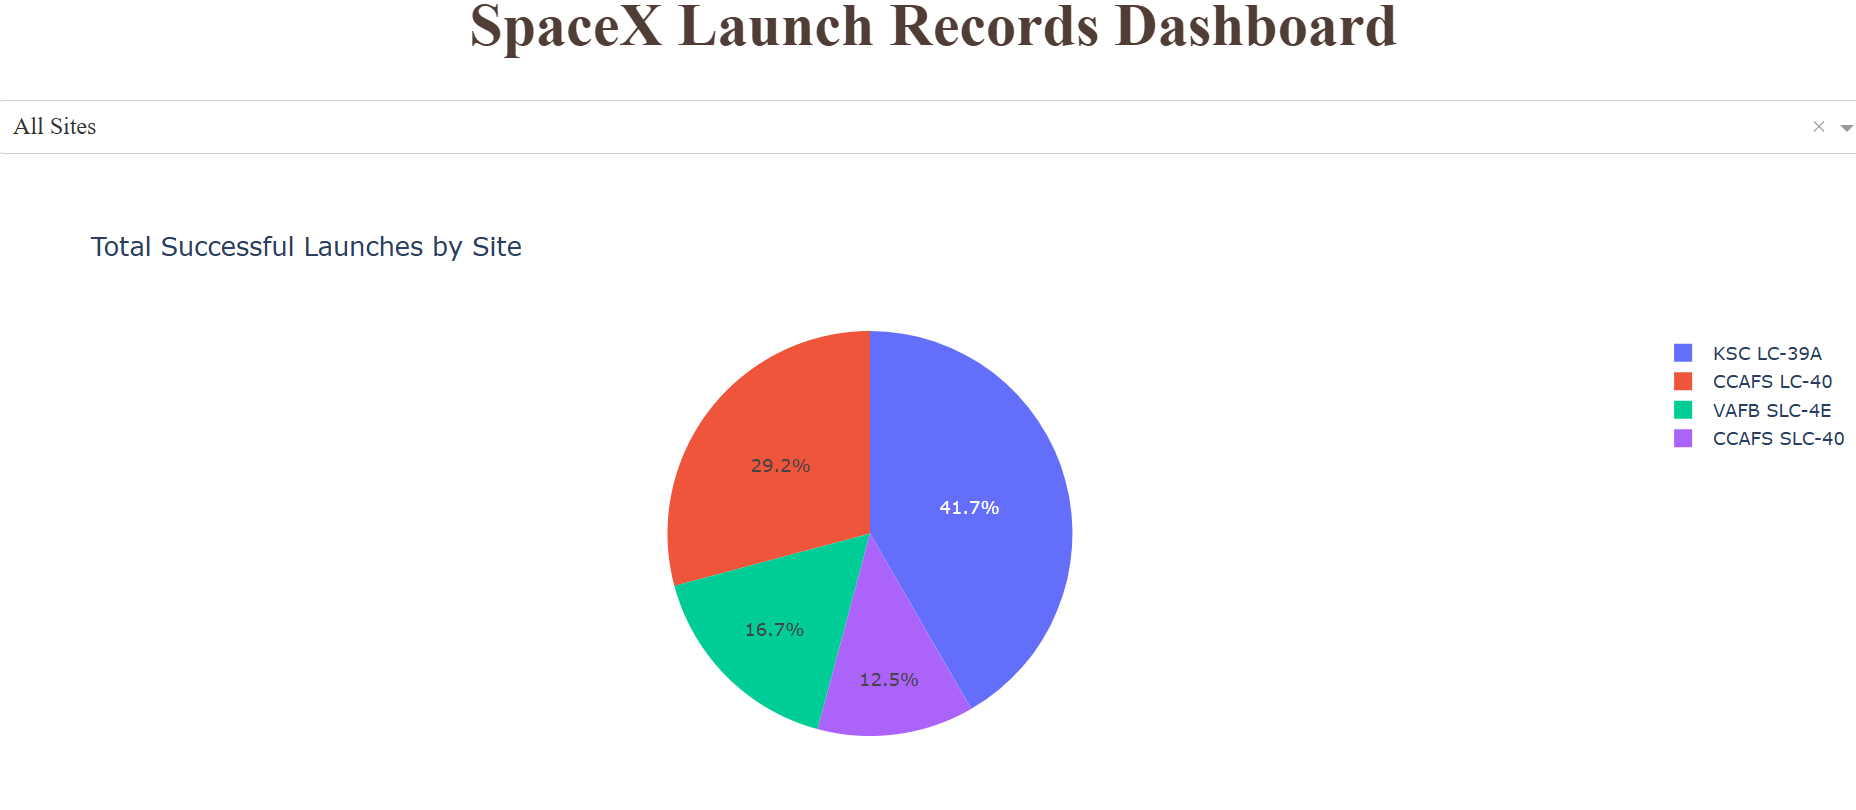 SpaceX Launch Records Dashboard
All Sites
Total Successful Launches by Site
KSC LC-39A
CCAFS LC-40
VAFB SLC-4E
CCAFS SLC-40
29.2%
41.7%
16.7%
12.5%